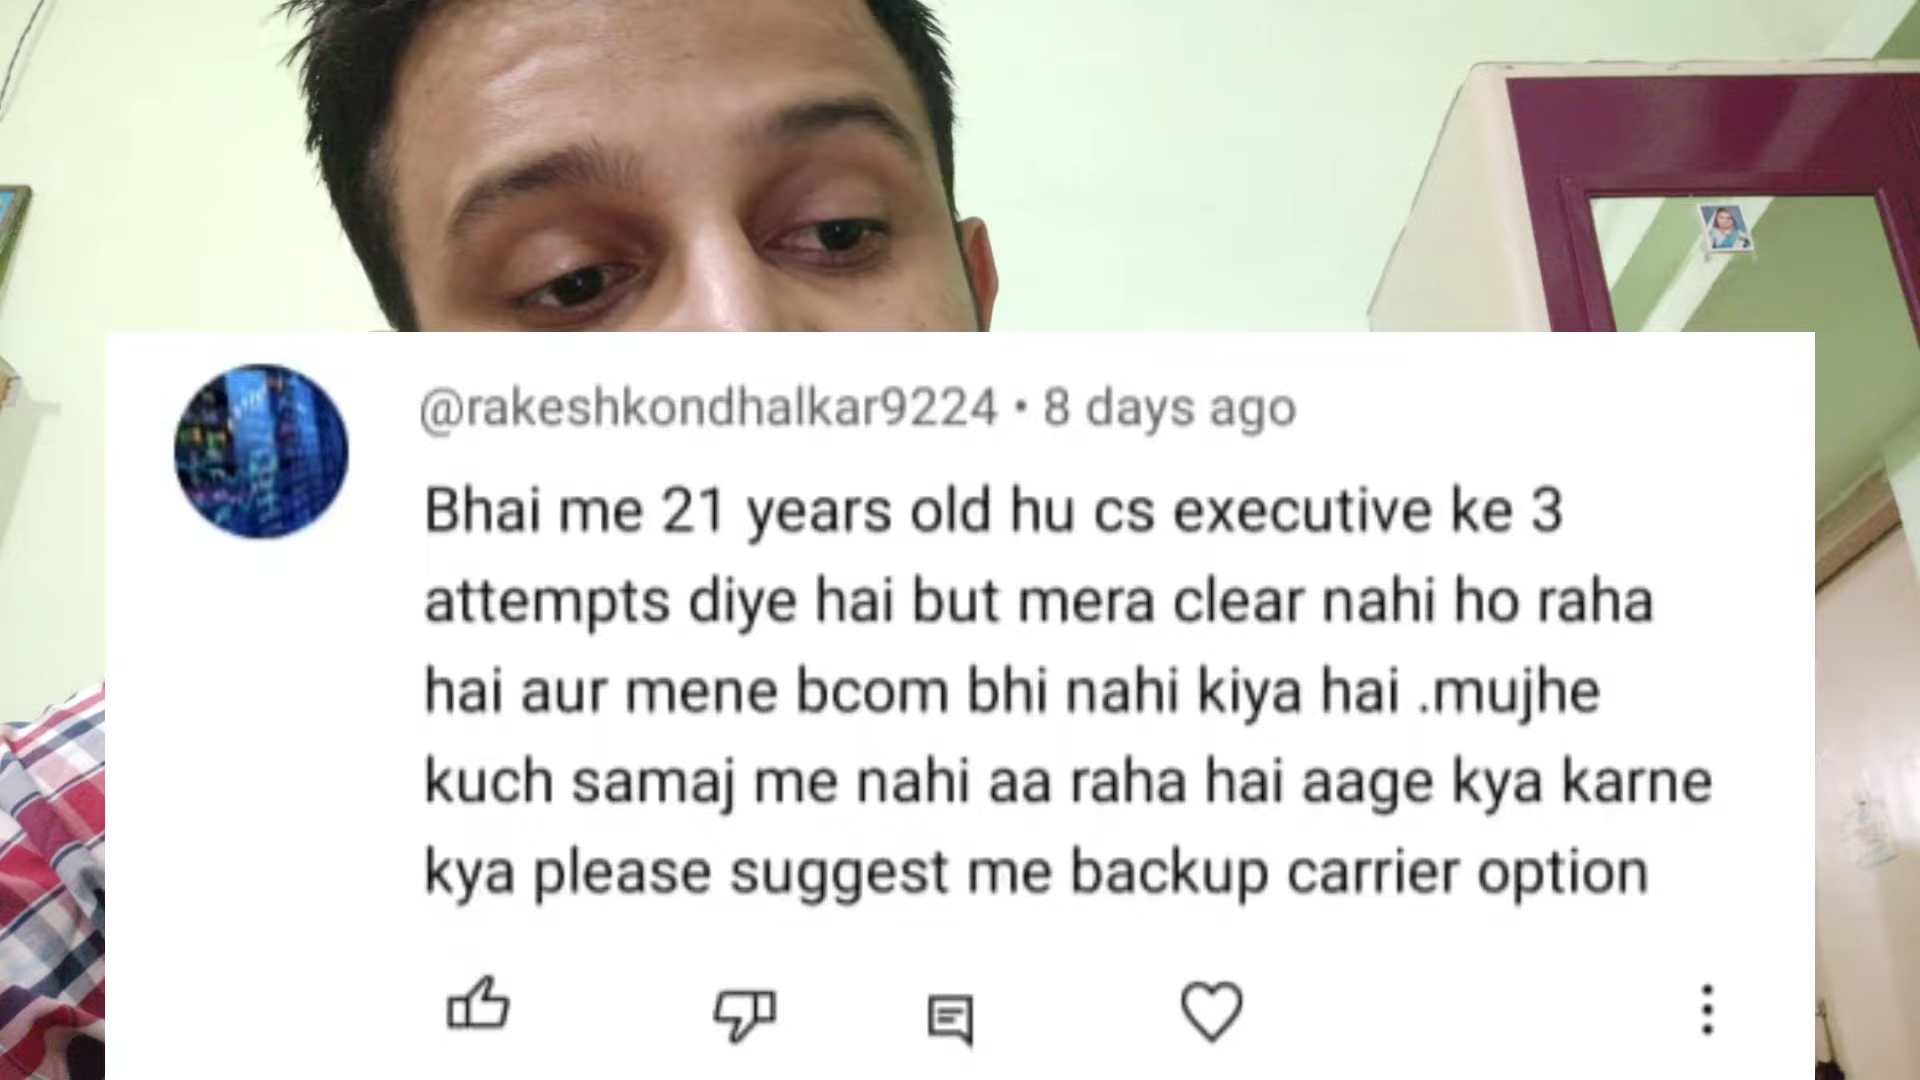 @rakeshkondhalkar9224 • 8 days ago
Bhai me 21 years old hu cs executive ke 3
attempts diye hai but mera clear nahi ho raha
hai aur mene bcom bhi nahi kiya hai .mujhe
kuch samaj me nahi aa raha hai aage kya karne
kya please suggest me backup carrier option